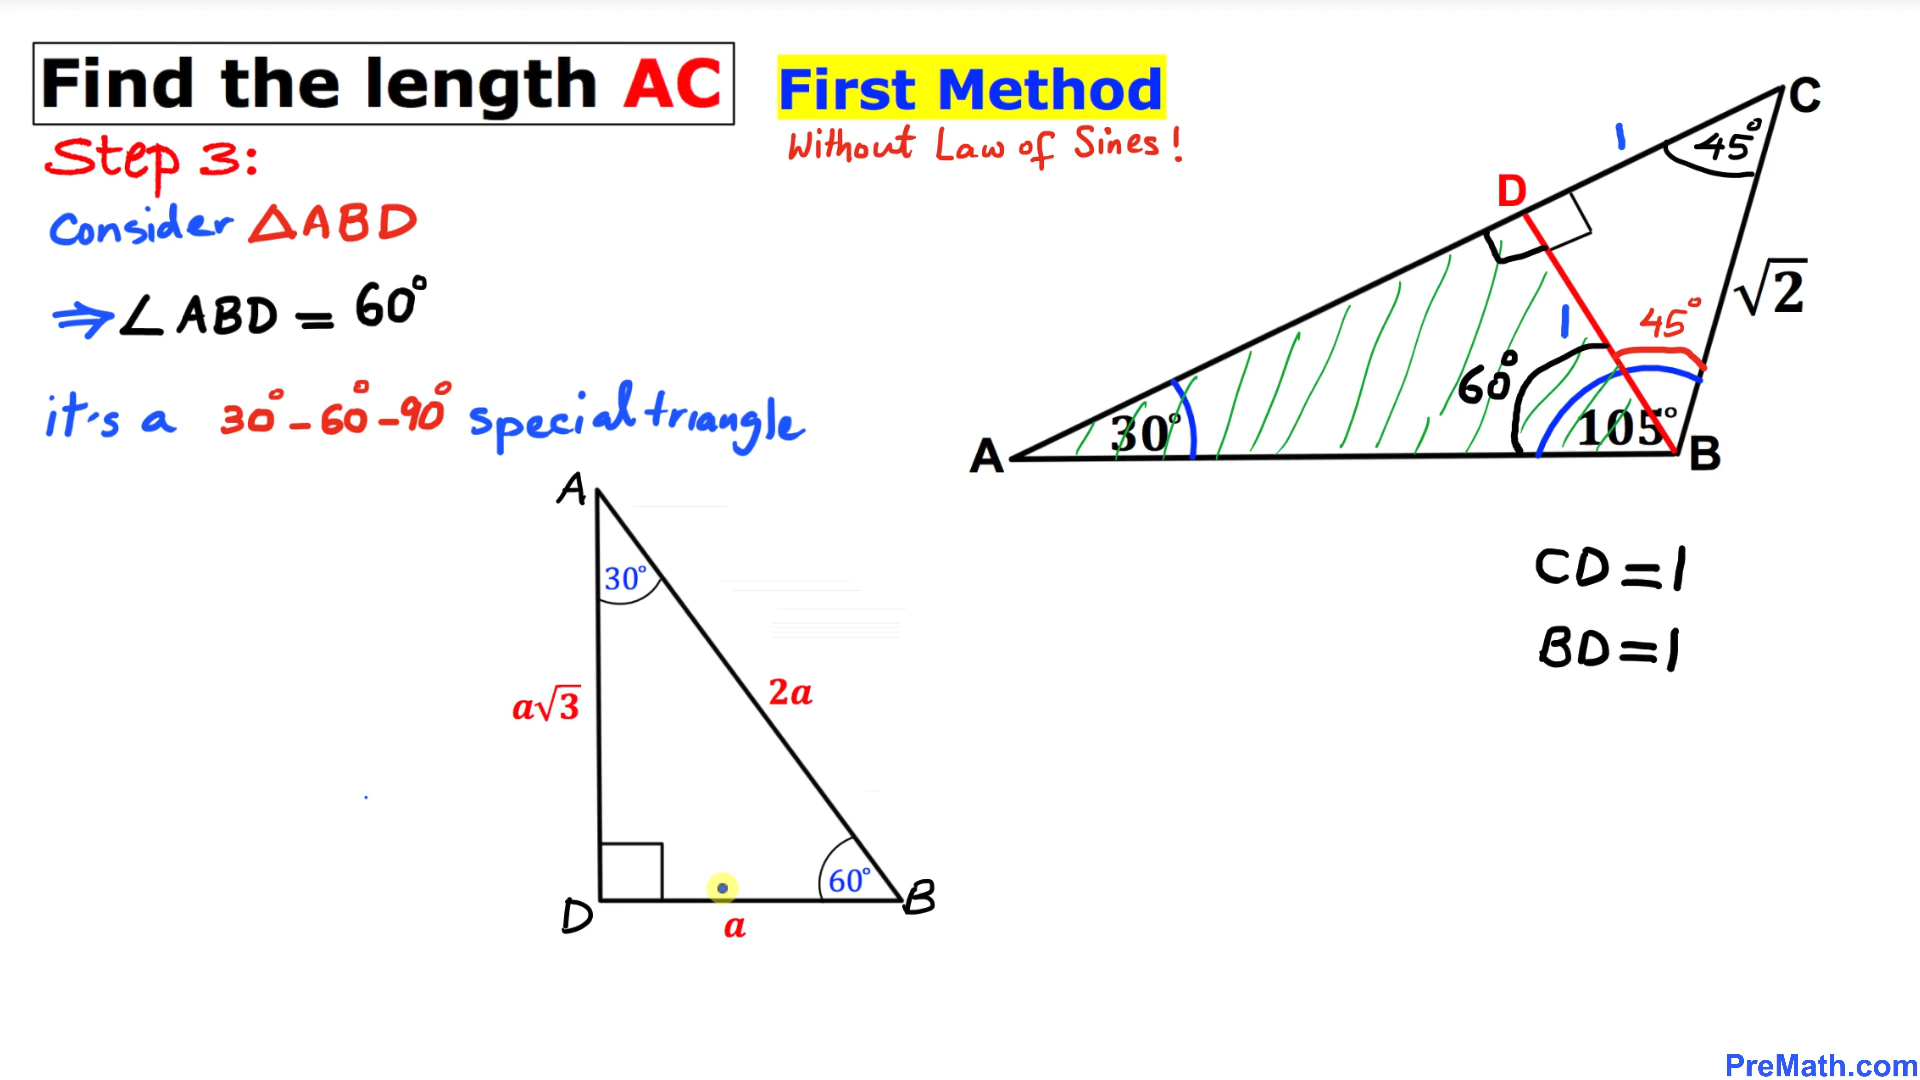 Find the length AC
First Method
Without Law of Sines!
Step 3:
Consider △ABD
⇒∠ABD = 60°
it's a 30°-60°-90° special triangle
C
45°
1
D
√2
1
45°
60°
30°
105°
A
B
CD=1
BD=1
A
30°
a√3
2a
60°
D
B
a
PreMath.com